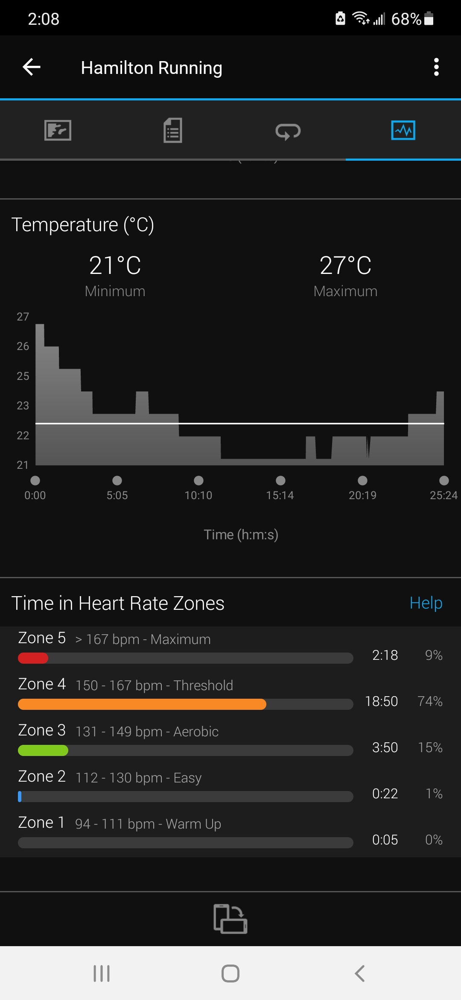 2:08
68%
Hamilton Running
Temperature (°C)
21°C
27°C
Minimum
Maximum
27
26
25
23
22
21
0:00
5:05
10:10
15:14
20:19
25:24
Time (h:m:s)
Time in Heart Rate Zones
Help
Zone 5 > 167 bpm - Maximum
2:18 9%
Zone 4 150 - 167 bpm - Threshold
18:50 74%
Zone 3 131 - 149 bpm - Aerobic
3:50 15%
Zone 2 112 - 130 bpm - Easy
0:22 1%
Zone 1 94 - 111 bpm - Warm Up
0:05 0%